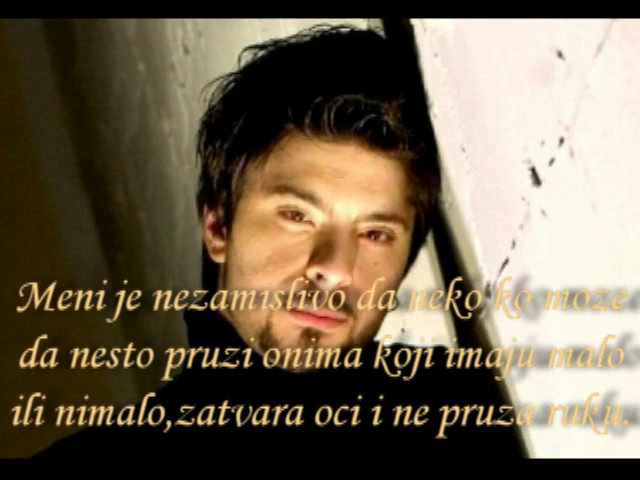 Meni je nezamislivo da neko,ko moze
da nesto pruzi onima koji imaju malo
ili nimalo,zatvara oci i ne pruza ruku.